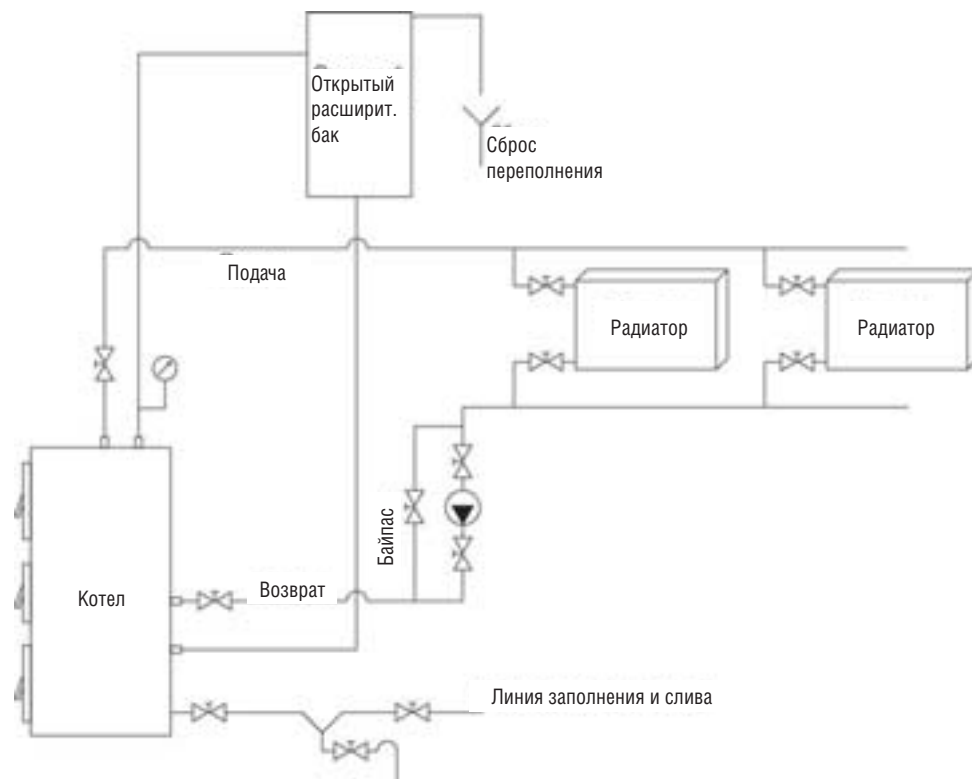 Открытый
расширит.
бак
Сброс
переполнения
Подача
Радиатор
Радиатор
Байпас
Возврат
Котел
Линия заполнения и слива